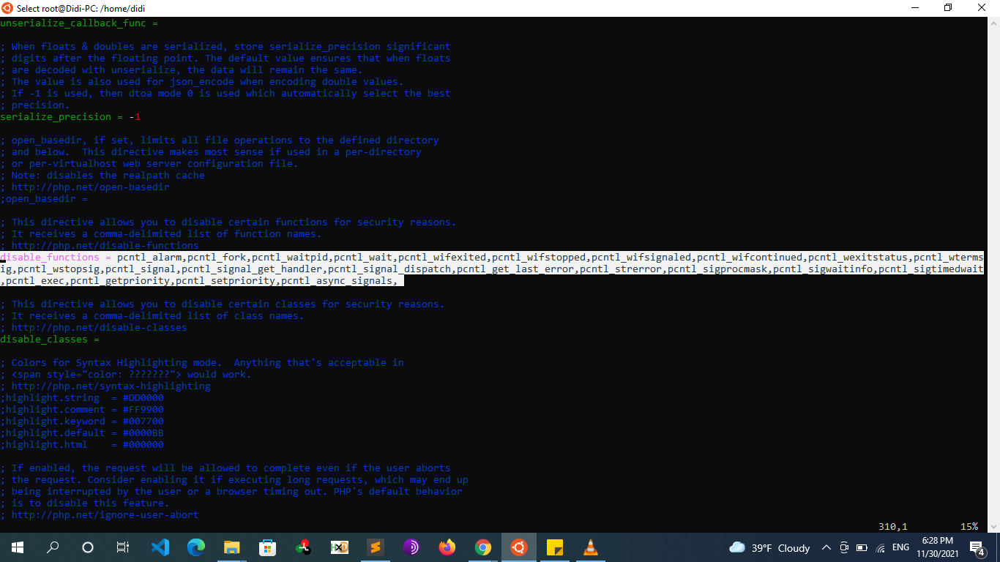 Select root@Didi-PC: /home/didi
unserialize_callback_func =
; When floats & doubles are serialized, store serialize_precision significant
; digits after the floating point. The default value ensures that when floats
; are decoded with unserialize, the data will remain the same.
; The value is also used for json_encode when encoding double values.
; If -1 is used, then dtoa mode 0 is used which automatically select the best
; precision.
serialize_precision = -1
; open_basedir, if set, limits all file operations to the defined directory
; and below.  This directive makes most sense if used in a per-directory
; or per-virtualhost web server configuration file.
; Note: disables the realpath cache
; http://php.net/open-basedir
;open_basedir =
; This directive allows you to disable certain functions for security reasons.
; It receives a comma-delimited list of function names.
; http://php.net/disable-functions
disable_functions = pcntl_alarm,pcntl_fork,pcntl_waitpid,pcntl_wait,pcntl_wifexited,pcntl_wifstopped,pcntl_wifsignaled,pcntl_wifcontinued,pcntl_wexitstatus,pcntl_wterms
ig,pcntl_wstopsig,pcntl_signal,pcntl_signal_get_handler,pcntl_signal_dispatch,pcntl_get_last_error,pcntl_strerror,pcntl_sigprocmask,pcntl_sigwaitinfo,pcntl_sigtimedwait
,pcntl_exec,pcntl_getpriority,pcntl_setpriority,pcntl_async_signals,
; This directive allows you to disable certain classes for security reasons.
; It receives a comma-delimited list of class names.
; http://php.net/disable-classes
disable_classes =
; Colors for Syntax Highlighting mode.  Anything that's acceptable in
; <span style="color: ???????"> would work.
; http://php.net/syntax-highlighting
;highlight.string  = #DD0000
;highlight.comment = #FF9900
;highlight.keyword = #007700
;highlight.default = #0000BB
;highlight.html    = #000000
; If enabled, the request will be allowed to complete even if the user aborts
; the request. Consider enabling it if executing long requests, which may end up
; being interrupted by the user or a browser timing out. PHP's default behavior
; is to disable this feature.
; http://php.net/ignore-user-abort
310,1 15%
39°F Cloudy ENG 6:28 PM
11/30/2021 4